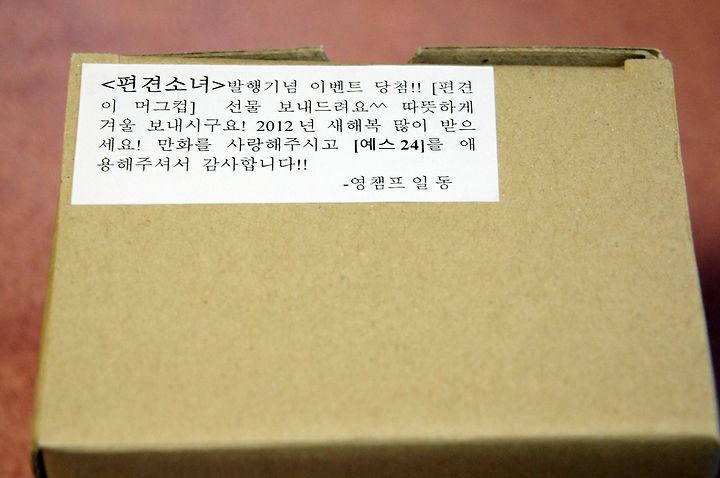 <편견소녀>발행기념 이벤트 당첨!! [편견
이 머그컵] 선물 보내드려요^^ 따뜻하게
겨울 보내시구요! 2012년 새해복 많이 받으
세요! 만화를 사랑해주시고 [예스24]를 애
용해주셔서 감사합니다!!
-영챔프 일동